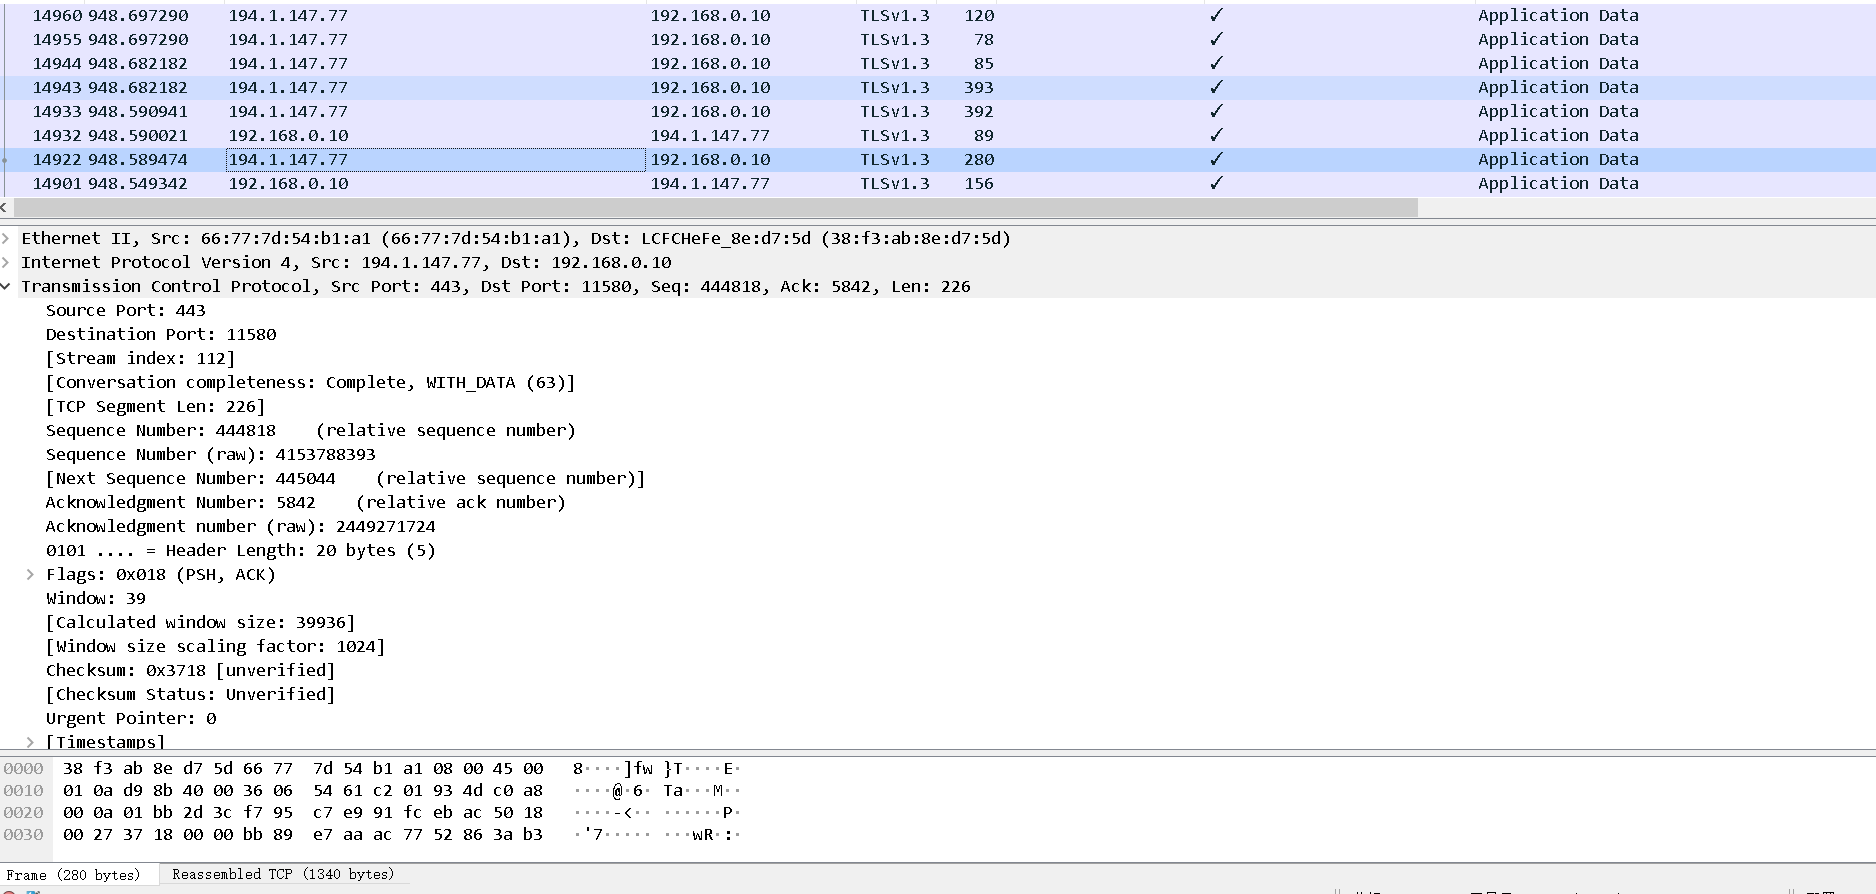 14960 948.697290 194.1.147.77 192.168.0.10 TLSv1.3 120 ✓ Application Data
14955 948.697290 194.1.147.77 192.168.0.10 TLSv1.3 78 ✓ Application Data
14944 948.682182 194.1.147.77 192.168.0.10 TLSv1.3 85 ✓ Application Data
14943 948.682182 194.1.147.77 192.168.0.10 TLSv1.3 393 ✓ Application Data
14933 948.590941 194.1.147.77 192.168.0.10 TLSv1.3 392 ✓ Application Data
14932 948.590021 192.168.0.10 194.1.147.77 TLSv1.3 89 ✓ Application Data
14922 948.589474 194.1.147.77 192.168.0.10 TLSv1.3 280 ✓ Application Data
14901 948.549342 192.168.0.10 194.1.147.77 TLSv1.3 156 ✓ Application Data
Ethernet II, Src: 66:77:7d:54:b1:a1 (66:77:7d:54:b1:a1), Dst: LCFCHeFe_8e:d7:5d (38:f3:ab:8e:d7:5d)
Internet Protocol Version 4, Src: 194.1.147.77, Dst: 192.168.0.10
Transmission Control Protocol, Src Port: 443, Dst Port: 11580, Seq: 444818, Ack: 5842, Len: 226
Source Port: 443
Destination Port: 11580
[Stream index: 112]
[Conversation completeness: Complete, WITH_DATA (63)]
[TCP Segment Len: 226]
Sequence Number: 444818 (relative sequence number)
Sequence Number (raw): 4153788393
[Next Sequence Number: 445044 (relative sequence number)]
Acknowledgment Number: 5842 (relative ack number)
Acknowledgment number (raw): 2449271724
0101 .... = Header Length: 20 bytes (5)
Flags: 0x018 (PSH, ACK)
Window: 39
[Calculated window size: 39936]
[Window size scaling factor: 1024]
Checksum: 0x3718 [unverified]
[Checksum Status: Unverified]
Urgent Pointer: 0
[Timestamps]
0000 38 f3 ab 8e d7 5d 66 77 7d 54 b1 a1 08 00 45 00 8····]fw }T····E·
0010 01 0a d9 8b 40 00 36 06 54 61 c2 01 93 4d c0 a8 ····@·6· Ta···M··
0020 00 0a 01 bb 2d 3c f7 95 c7 e9 91 fc eb ac 50 18 ····-<·· ······P·
0030 00 27 37 18 00 00 bb 89 e7 aa ac 77 52 86 3a b3 ·'7····· ···wR·:·
Frame (280 bytes) Reassembled TCP (1340 bytes)